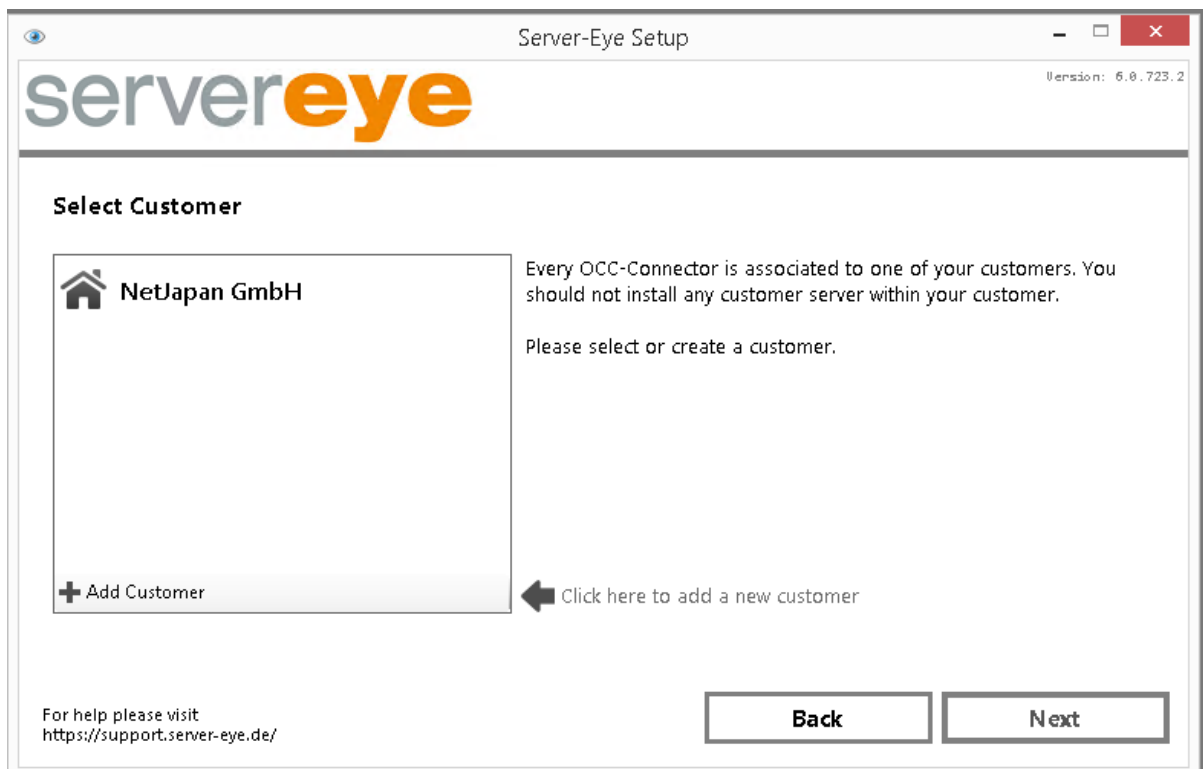 Server-Eye Setup
servereye
Version: 6.0.723.2
Select Customer
NetJapan GmbH
Every OCC-Connector is associated to one of your customers. You
should not install any customer server within your customer.
Please select or create a customer.
Add Customer
Click here to add a new customer
For help please visit
https://support.server-eye.de/
Back
Next